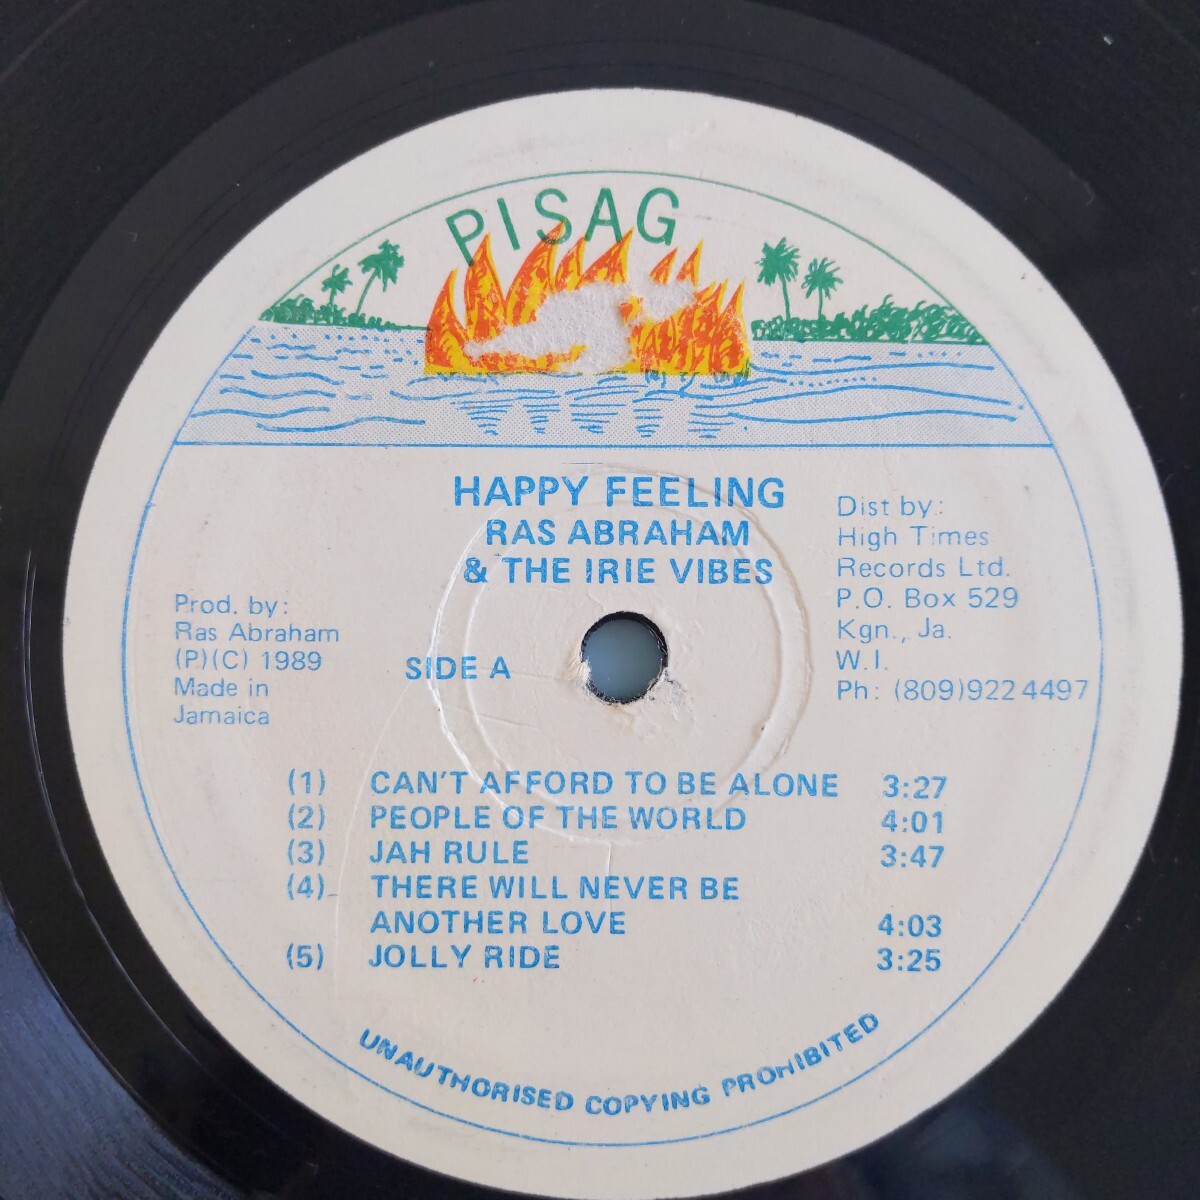 PISAG
HAPPY FEELING
RAS ABRAHAM
& THE IRIE VIBES
Dist by:
High Times
Records Ltd.
P.O. Box 529
Kgn., Ja.
W.I.
Ph: (809)922 4497
Prod. by:
Ras Abraham
(P)(C) 1989
Made in
Jamaica
SIDE A
(1) CAN'T AFFORD TO BE ALONE 3:27
(2) PEOPLE OF THE WORLD 4:01
(3) JAH RULE 3:47
(4) THERE WILL NEVER BE
ANOTHER LOVE 4:03
(5) JOLLY RIDE 3:25
UNAUTHORISED COPYING PROHIBITED